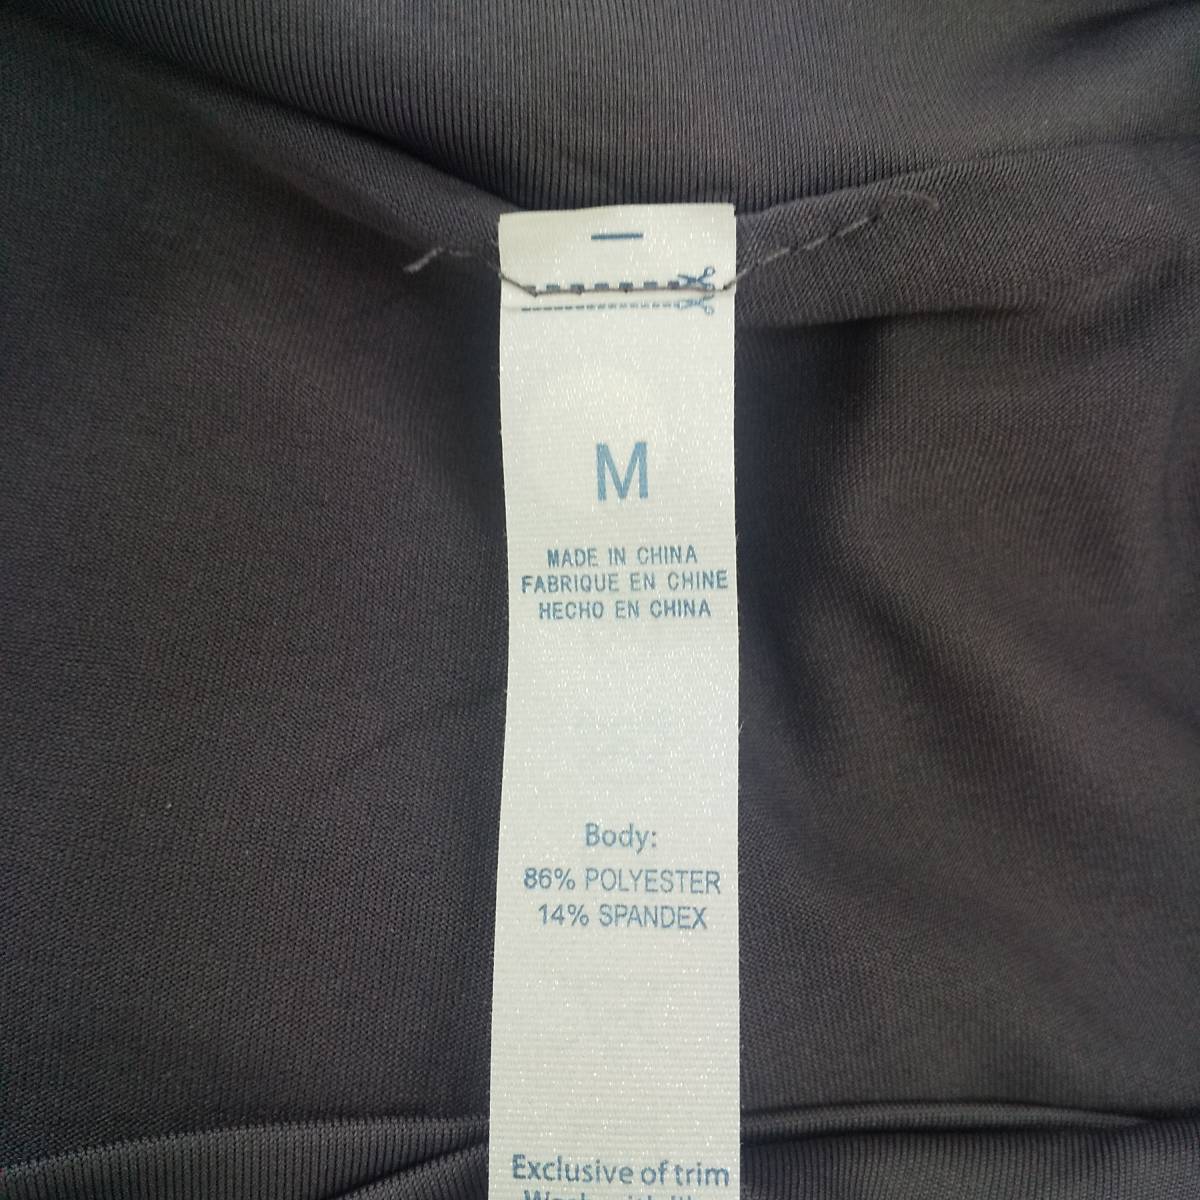 M
MADE IN CHINA
FABRIQUE EN CHINE
HECHO EN CHINA
Body:
86% POLYESTER
14% SPANDEX
Exclusive of trim